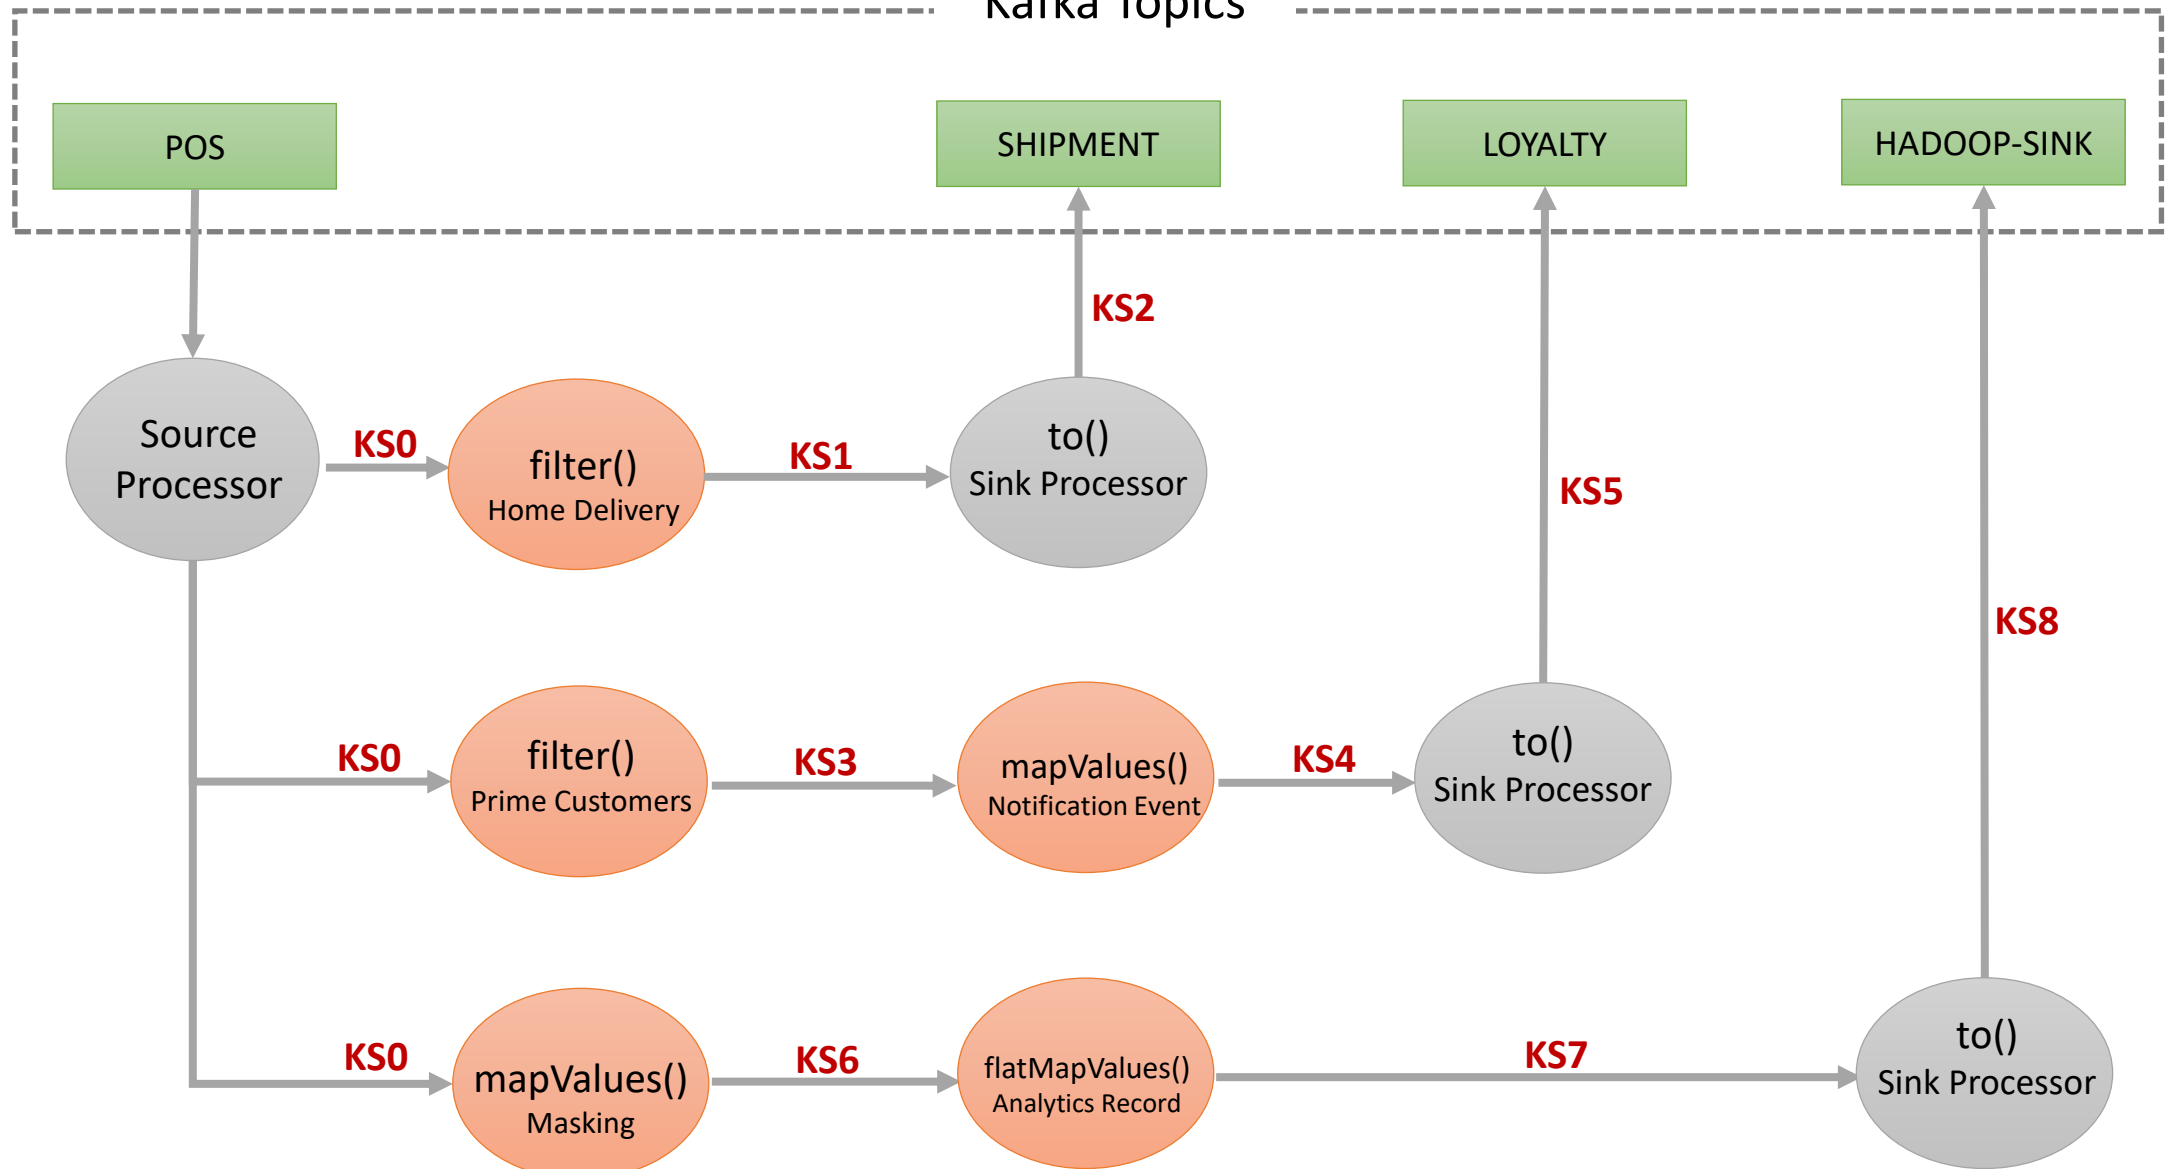 Kafka Topics
POS
SHIPMENT
LOYALTY
HADOOP-SINK
KS2
Source
Processor
KS0
filter()
Home Delivery
KS1
to()
Sink Processor
KS5
KS8
KS0
filter()
Prime Customers
KS3
mapValues()
Notification Event
KS4
to()
Sink Processor
KS0
mapValues()
Masking
KS6
flatMapValues()
Analytics Record
KS7
to()
Sink Processor